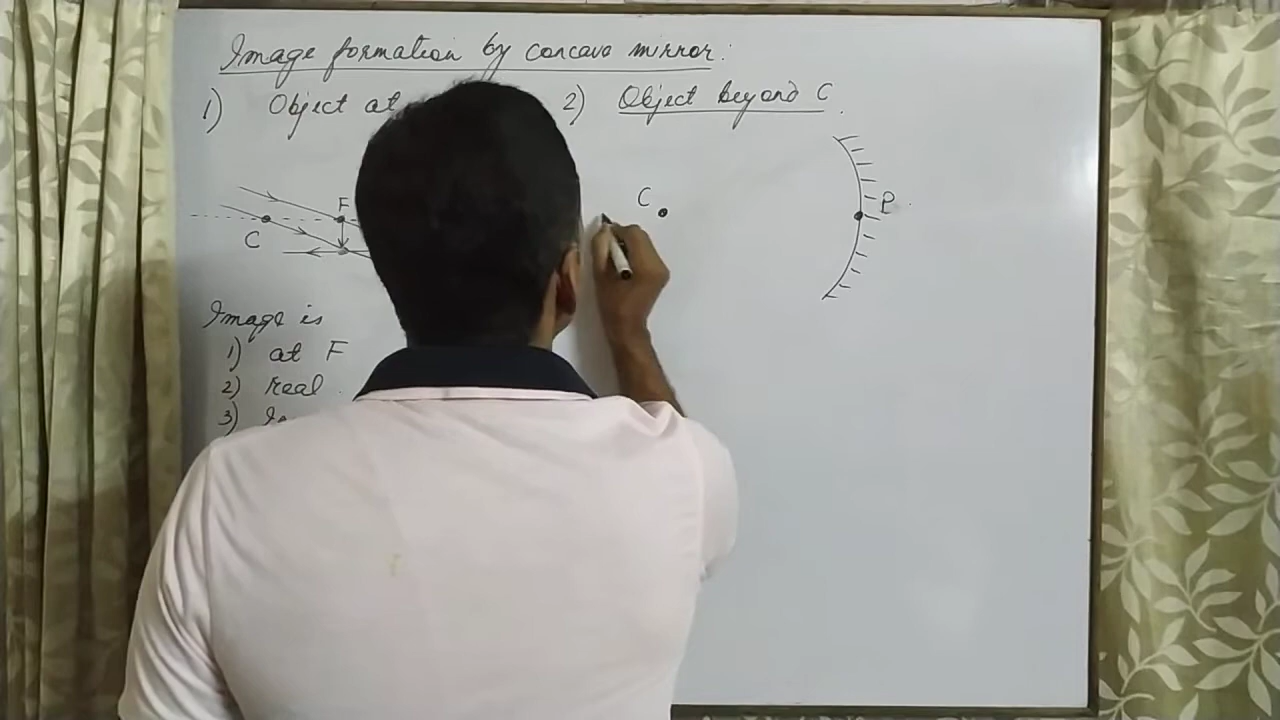 Image formation by concave mirror.
1) Object at
2) Object beyond C.
F
C
C
P
Image is
1) at F
2) real
3)